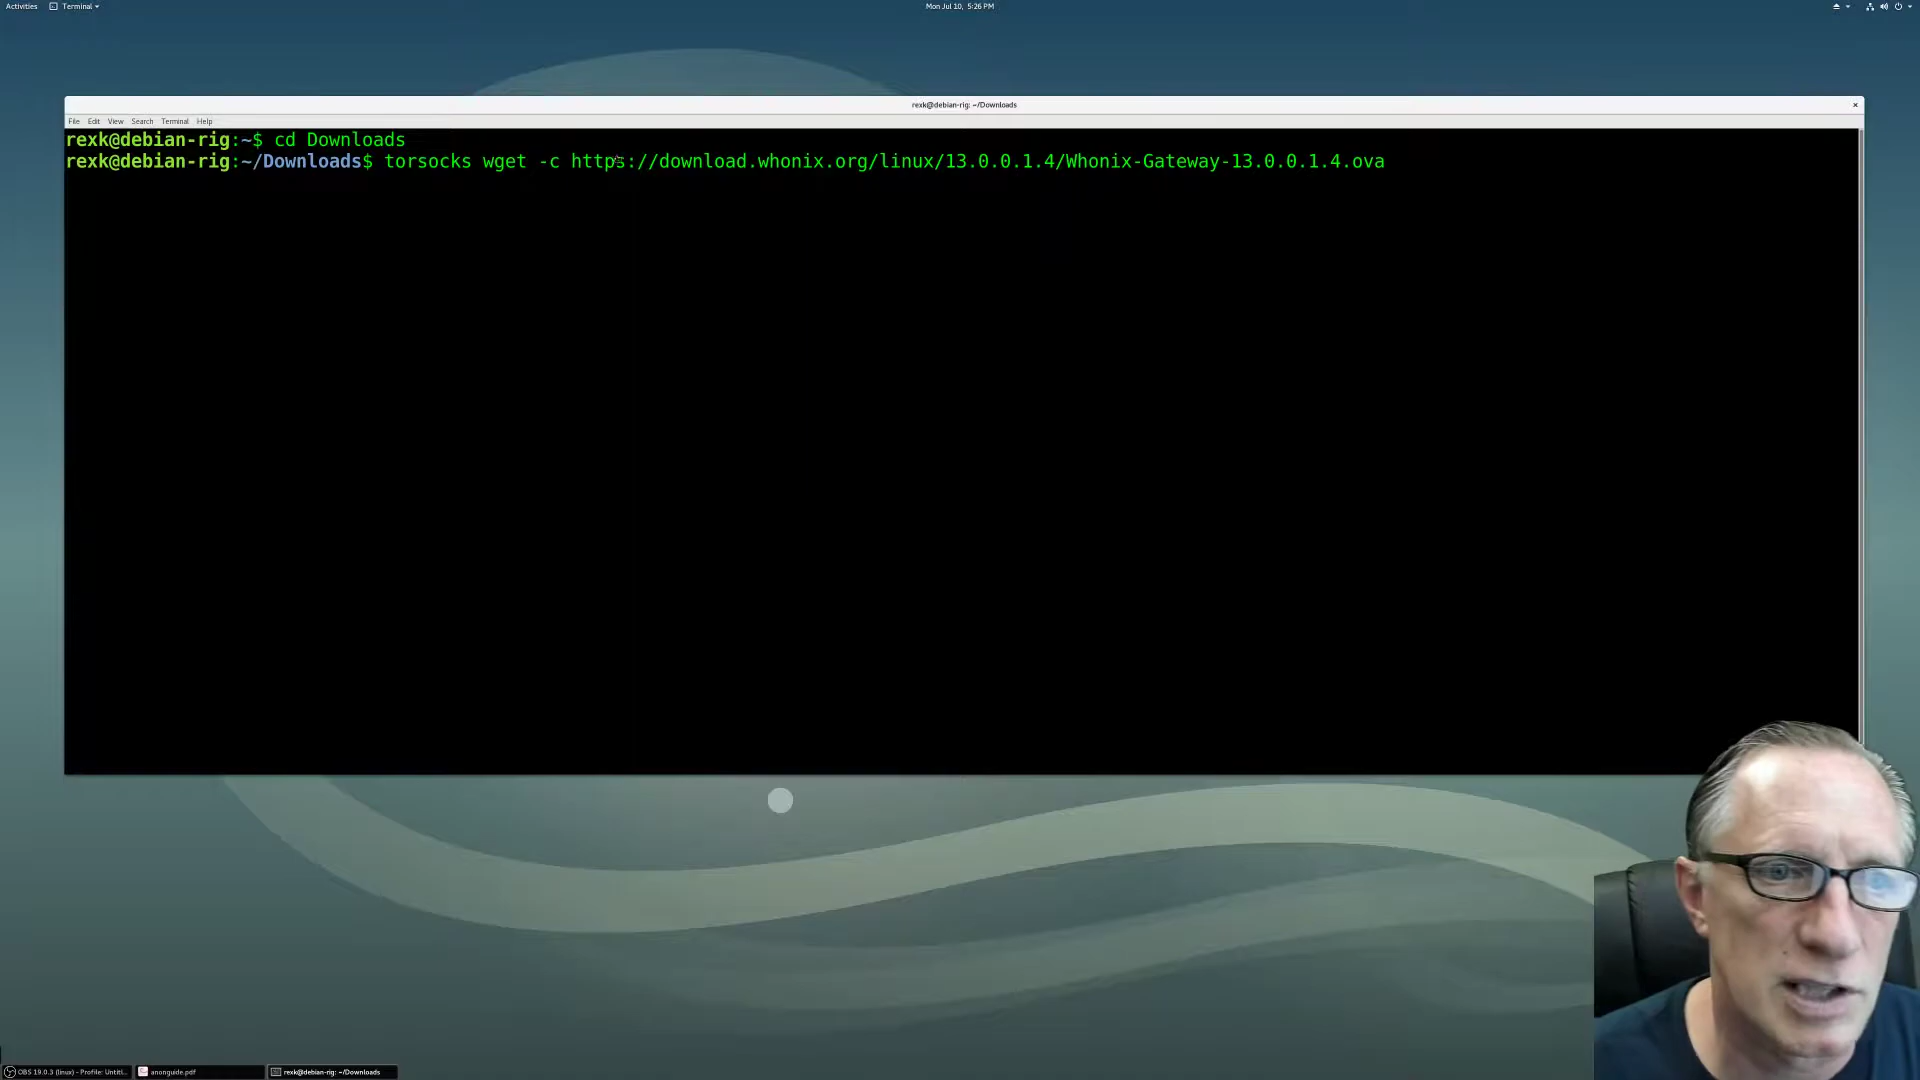 Activities Terminal
Mon Jul 10, 5:26 PM
rexk@debian-rig: ~/Downloads
File Edit View Search Terminal Help
rexk@debian-rig:~$ cd Downloads
rexk@debian-rig:~/Downloads$ torsocks wget -c https://download.whonix.org/linux/13.0.0.1.4/Whonix-Gateway-13.0.0.1.4.ova
OBS 19.0.3 (linux) - Profile: Untitl... anonguide.pdf rexk@debian-rig: ~/Downloads